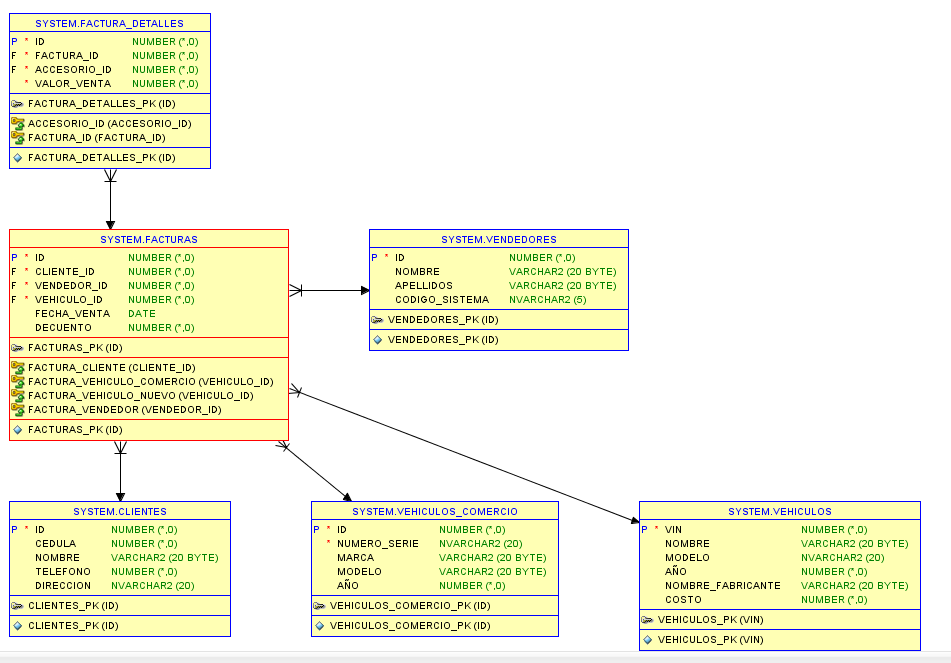 SYSTEM.FACTURA_DETALLES
P * ID NUMBER (*,0)
F * FACTURA_ID NUMBER (*,0)
F * ACCESORIO_ID NUMBER (*,0)
* VALOR_VENTA NUMBER (*,0)
FACTURA_DETALLES_PK (ID)
ACCESORIO_ID (ACCESORIO_ID)
FACTURA_ID (FACTURA_ID)
FACTURA_DETALLES_PK (ID)
SYSTEM.FACTURAS
P * ID NUMBER (*,0)
F * CLIENTE_ID NUMBER (*,0)
F * VENDEDOR_ID NUMBER (*,0)
F * VEHICULO_ID NUMBER (*,0)
FECHA_VENTA DATE
DECUENTO NUMBER (*,0)
FACTURAS_PK (ID)
FACTURA_CLIENTE (CLIENTE_ID)
FACTURA_VEHICULO_COMERCIO (VEHICULO_ID)
FACTURA_VEHICULO_NUEVO (VEHICULO_ID)
FACTURA_VENDEDOR (VENDEDOR_ID)
FACTURAS_PK (ID)
SYSTEM.VENDEDORES
P * ID NUMBER (*,0)
NOMBRE VARCHAR2 (20 BYTE)
APELLIDOS VARCHAR2 (20 BYTE)
CODIGO_SISTEMA NVARCHAR2 (5)
VENDEDORES_PK (ID)
VENDEDORES_PK (ID)
SYSTEM.CLIENTES
P * ID NUMBER (*,0)
CEDULA NUMBER (*,0)
NOMBRE VARCHAR2 (20 BYTE)
TELEFONO NUMBER (*,0)
DIRECCION NVARCHAR2 (20)
CLIENTES_PK (ID)
CLIENTES_PK (ID)
SYSTEM.VEHICULOS_COMERCIO
P * ID NUMBER (*,0)
* NUMERO_SERIE NVARCHAR2 (20)
MARCA VARCHAR2 (20 BYTE)
MODELO VARCHAR2 (20 BYTE)
AÑO NUMBER (*,0)
VEHICULOS_COMERCIO_PK (ID)
VEHICULOS_COMERCIO_PK (ID)
SYSTEM.VEHICULOS
P * VIN NUMBER (*,0)
NOMBRE VARCHAR2 (20 BYTE)
MODELO NVARCHAR2 (20)
AÑO NUMBER (*,0)
NOMBRE_FABRICANTE VARCHAR2 (20 BYTE)
COSTO NUMBER (*,0)
VEHICULOS_PK (VIN)
VEHICULOS_PK (VIN)